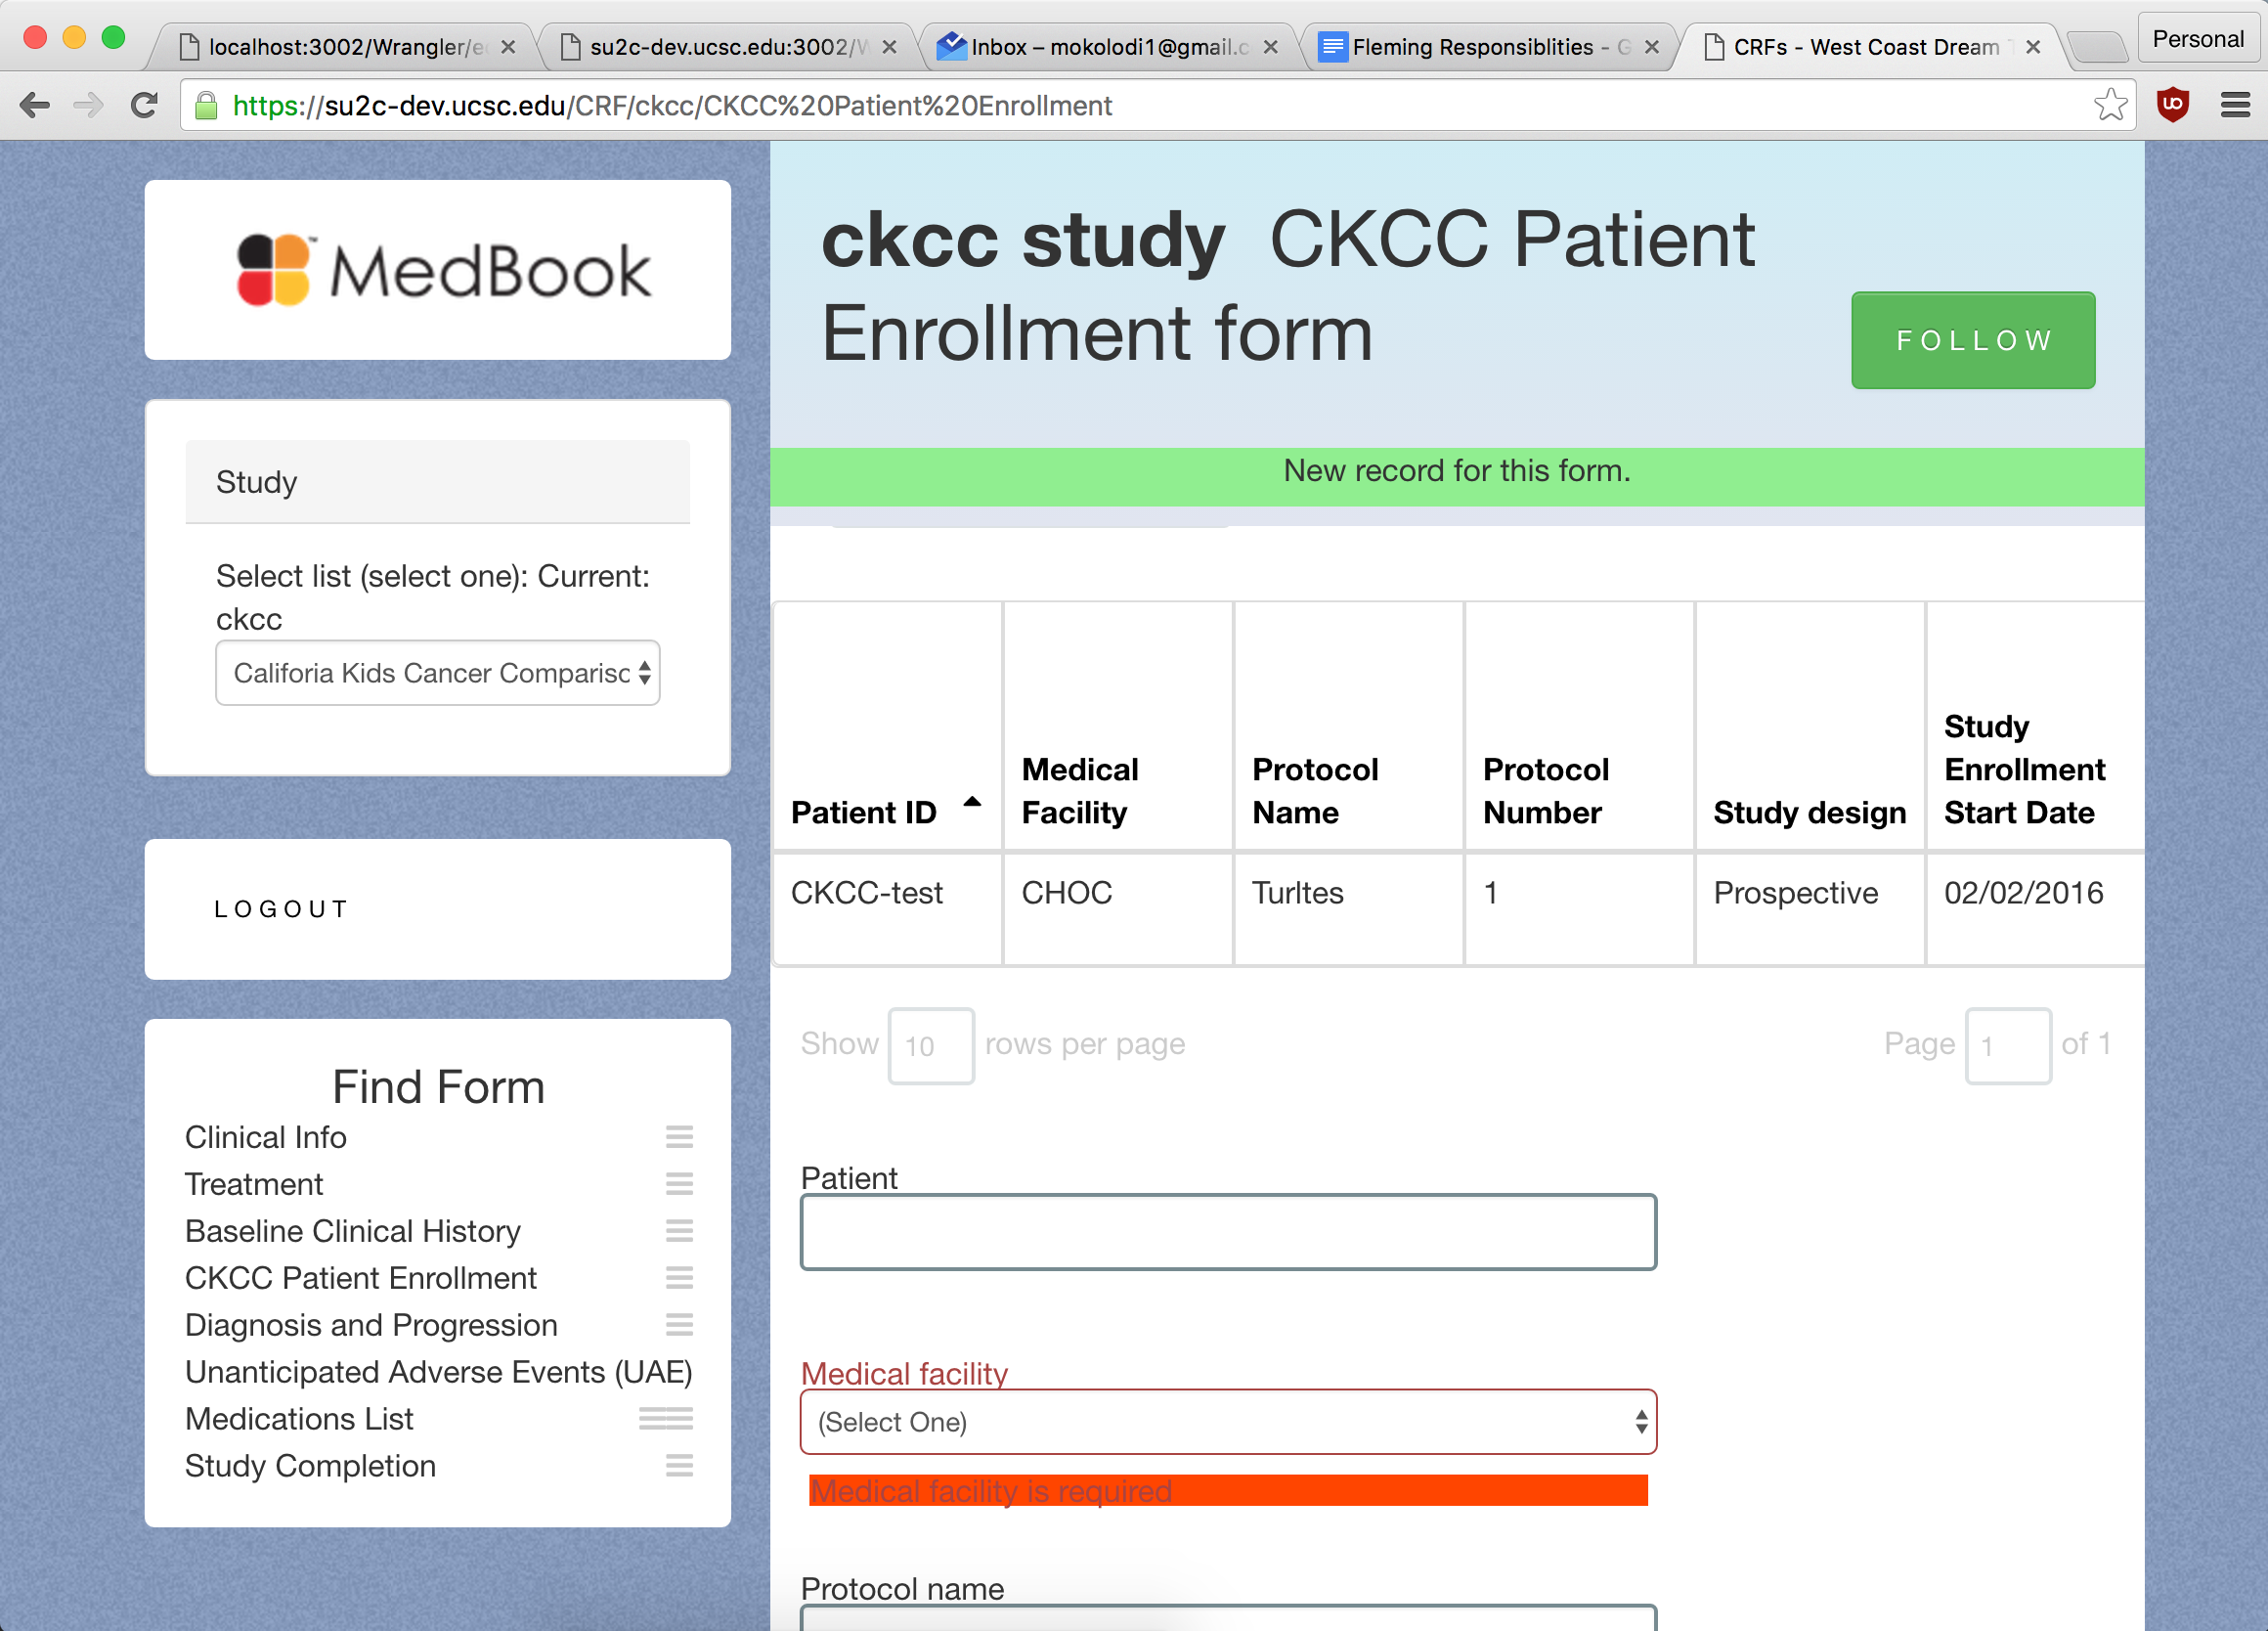 localhost:3002/Wrangler/e
su2c-dev.ucsc.edu:3002/W
Inbox – mokolodi1@gmail.c
Fleming Responsiblities - G
CRFs - West Coast Dream
Personal
https://su2c-dev.ucsc.edu/CRF/ckcc/CKCC%20Patient%20Enrollment
MedBook™
Study
Select list (select one): Current:
ckcc
Califoria Kids Cancer Comparisc
LOGOUT
Find Form
Clinical Info
Treatment
Baseline Clinical History
CKCC Patient Enrollment
Diagnosis and Progression
Unanticipated Adverse Events (UAE)
Medications List
Study Completion
ckcc study CKCC Patient
Enrollment form
FOLLOW
New record for this form.
Patient ID
Medical
Facility
Protocol
Name
Protocol
Number
Study design
Study
Enrollment
Start Date
CKCC-test CHOC Turltes 1 Prospective 02/02/2016
Show 10 rows per page
Page 1 of 1
Patient
Medical facility
(Select One)
Medical facility is required
Protocol name